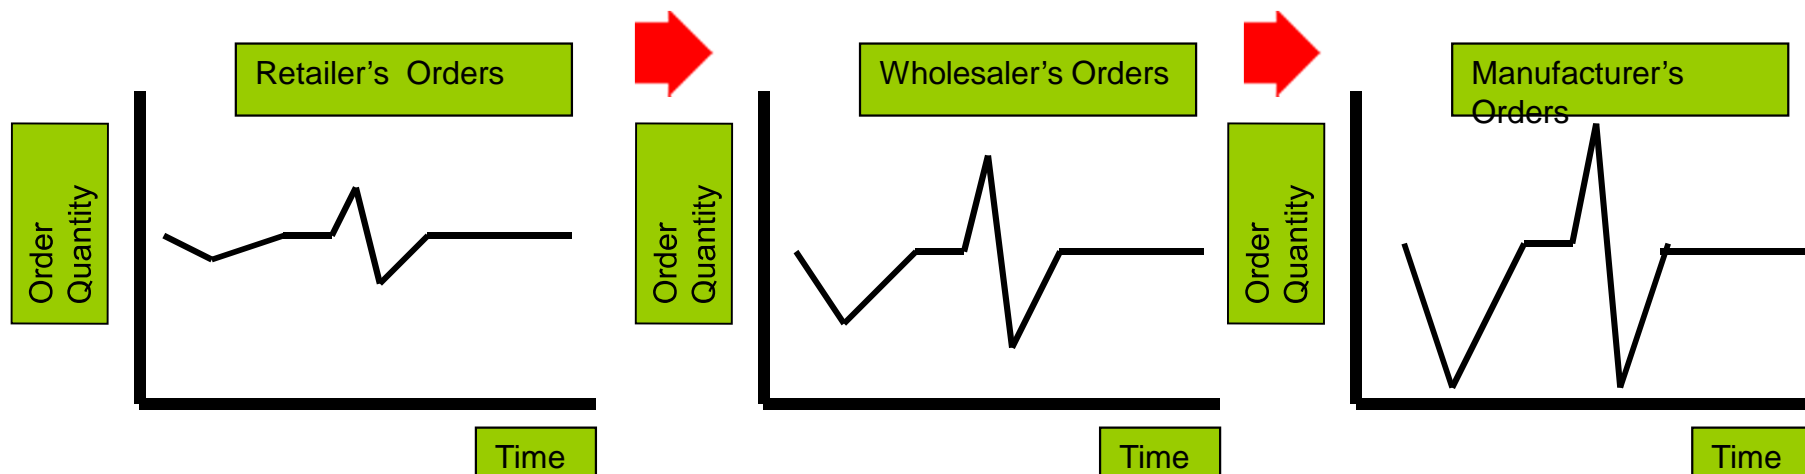 Retailer’s  Orders
Order
Quantity
Time
Wholesaler’s Orders
Order
Quantity
Time
Manufacturer’s
Orders
Order
Quantity
Time